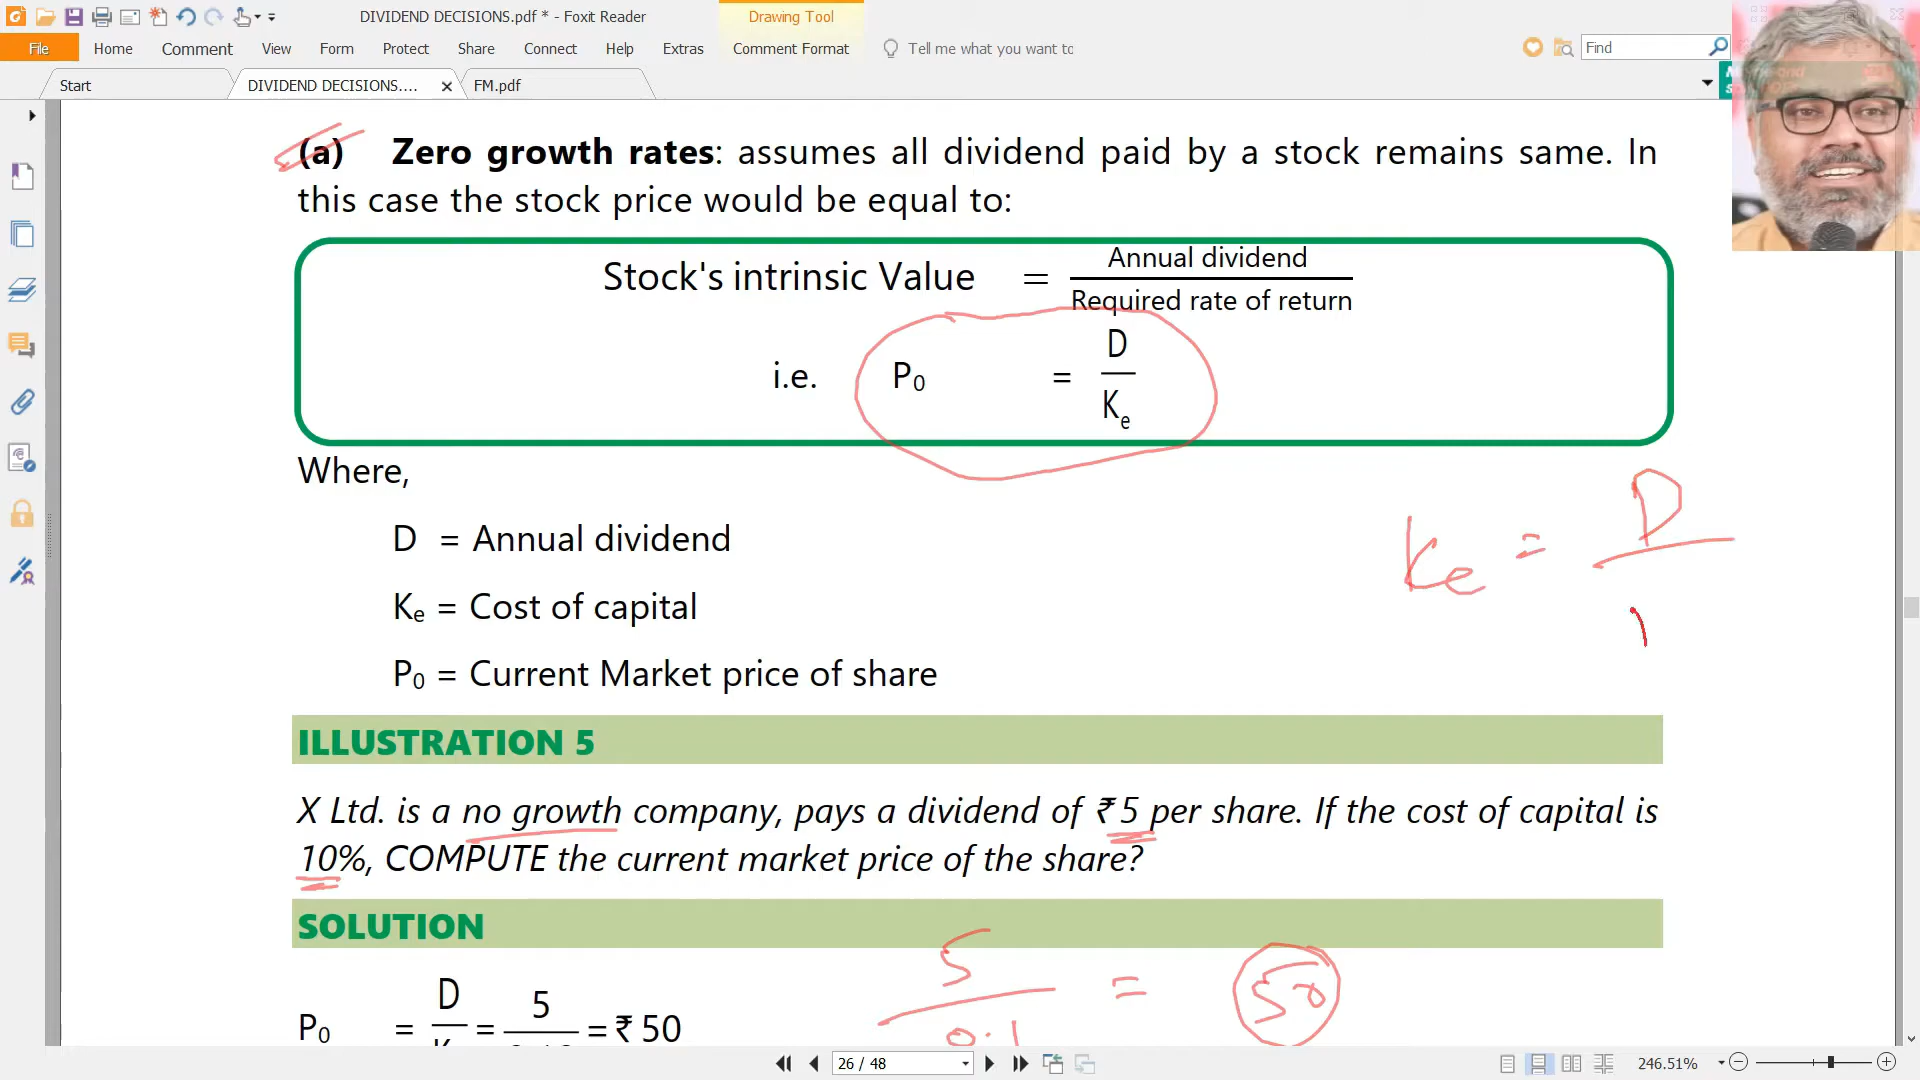 DIVIDEND DECISIONS.pdf * - Foxit Reader
Drawing Tool
File Home Comment View Form Protect Share Connect Help Extras Comment Format Tell me what you want to Find
Start DIVIDEND DECISIONS.... FM.pdf
(a) Zero growth rates: assumes all dividend paid by a stock remains same. In
this case the stock price would be equal to:
Stock's intrinsic Value = Annual dividend / Required rate of return
i.e. P₀ = D / Kₑ
Where,
D = Annual dividend
Ke = D
Kₑ = Cost of capital
P₀ = Current Market price of share
ILLUSTRATION 5
X Ltd. is a no growth company, pays a dividend of ₹ 5 per share. If the cost of capital is
10%, COMPUTE the current market price of the share?
SOLUTION
P₀ = D / K = 5 / = ₹ 50
5 / 0.1 = 50
26 / 48 246.51%